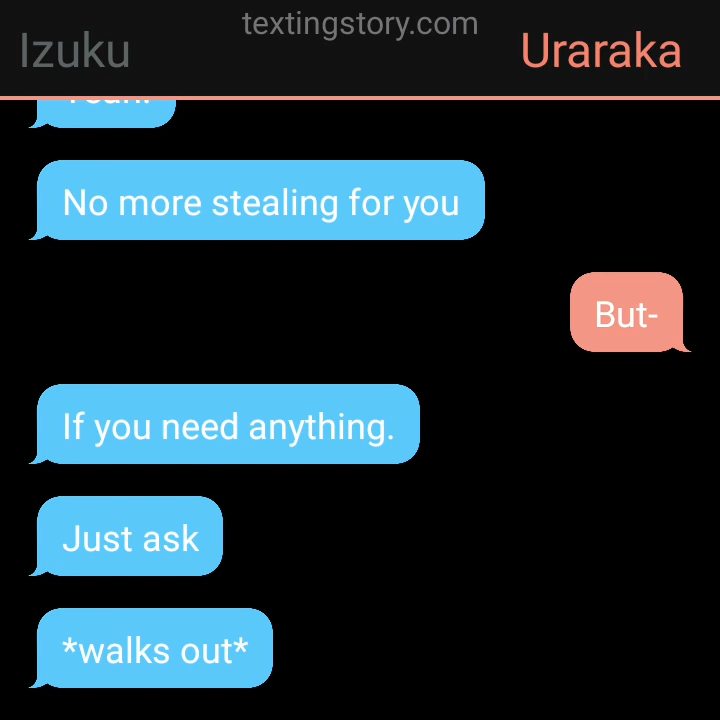 textingstory.com
Izuku
Uraraka
No more stealing for you
But-
If you need anything.
Just ask
*walks out*